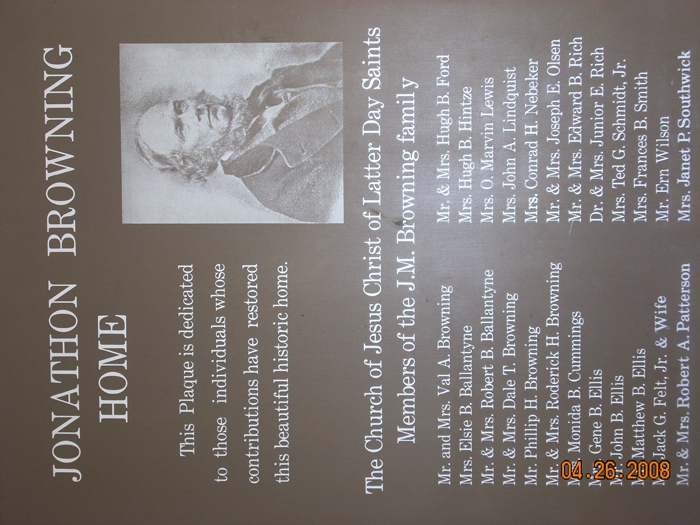 JONATHON BROWNING
HOME
This Plaque is dedicated
to those individuals whose
contributions have restored
this beautiful historic home.
The Church of Jesus Christ of Latter Day Saints
Members of the J.M. Browning family
Mr. and Mrs. Val A. Browning
Mrs. Elsie B. Ballantyne
Mr. & Mrs. Robert B. Ballantyne
Mr. & Mrs. Dale T. Browning
Mr. Phillip H. Browning
Mr. & Mrs. Roderick H. Browning
Monida B. Cummings
Gene B. Ellis
John B. Ellis
Matthew B. Ellis
Jack G. Felt, Jr. & Wife
Mr. & Mrs. Robert A. Patterson
Mr. & Mrs. Hugh B. Ford
Mrs. Hugh B. Hintze
Mrs. O. Marvin Lewis
Mrs. John A. Lindquist
Mrs. Conrad H. Nebeker
Mr. & Mrs. Joseph E. Olsen
Mr. & Mrs. Edward B. Rich
Dr. & Mrs. Junior E. Rich
Mrs. Ted G. Schmidt, Jr.
Mrs. Frances B. Smith
Mr. Ern Wilson
Mrs. Janet P. Southwick
04.26.2008